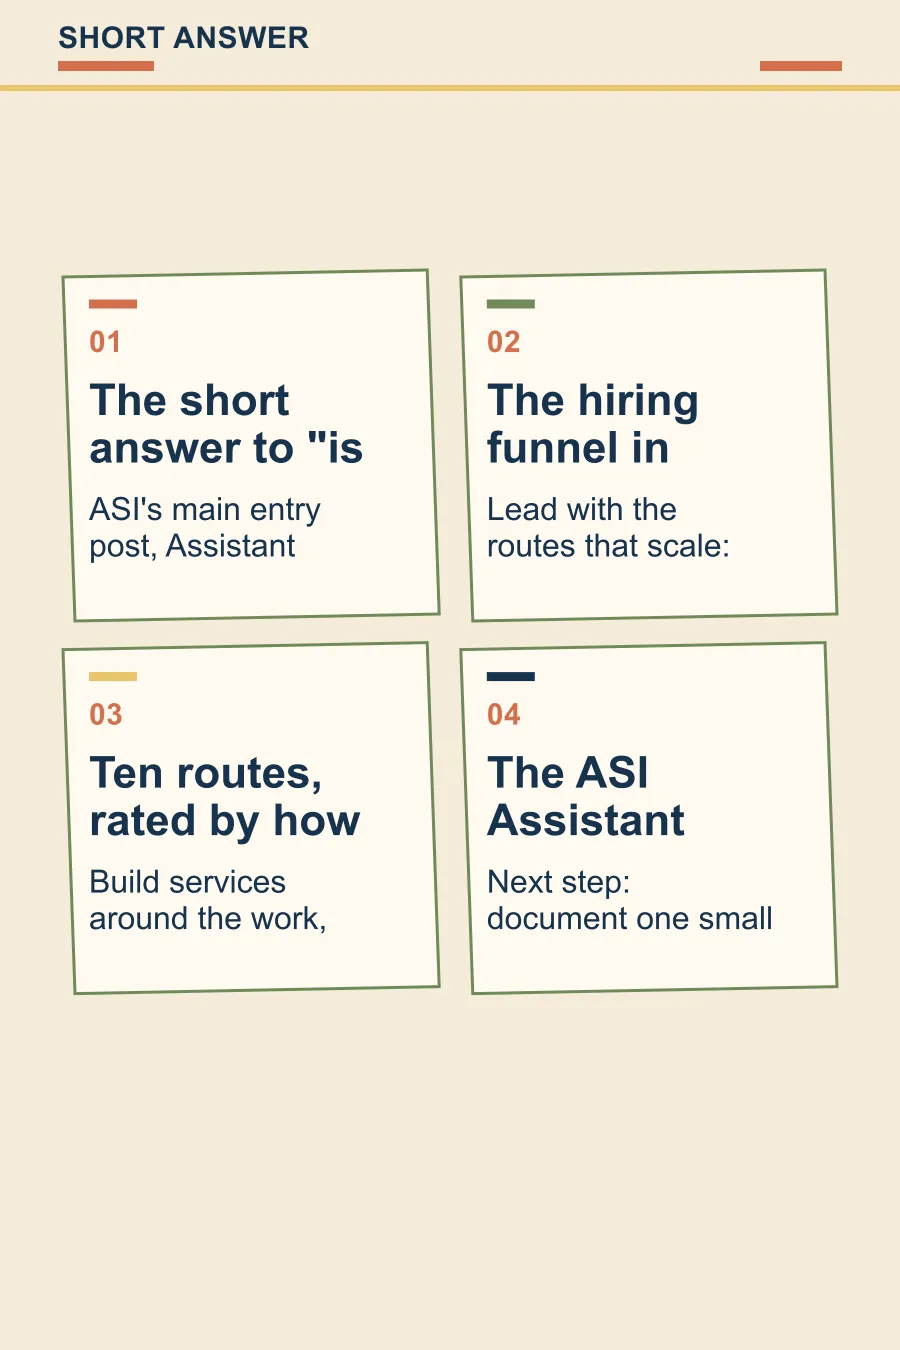 SHORT ANSWER
01
The short
answer to "is
ASI's main entry
post, Assistant
02
The hiring
funnel in
Lead with the
routes that scale:
03
Ten routes,
rated by how
Build services
around the work,
04
The ASI
Assistant
Next step:
document one small